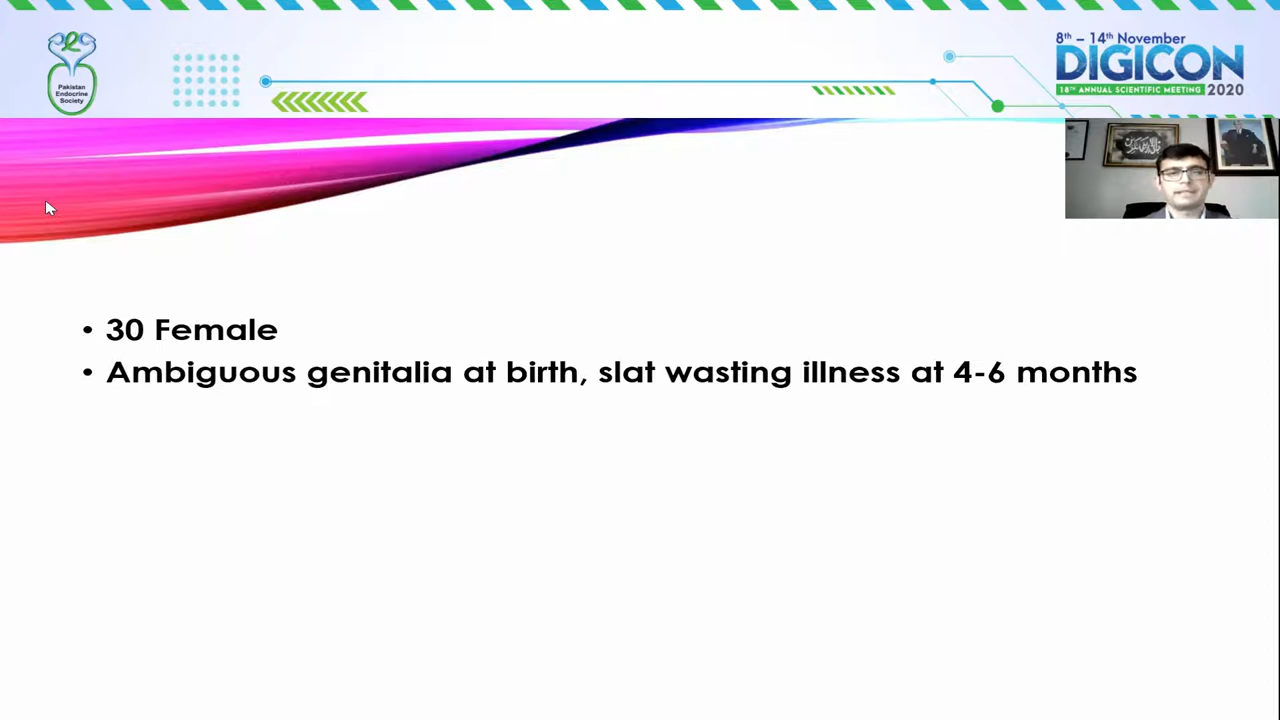 Pakistan
Endocrine
Society
8th – 14th November
DIGICON
18TH ANNUAL SCIENTIFIC MEETING 2020
• 30 Female
• Ambiguous genitalia at birth, slat wasting illness at 4-6 months